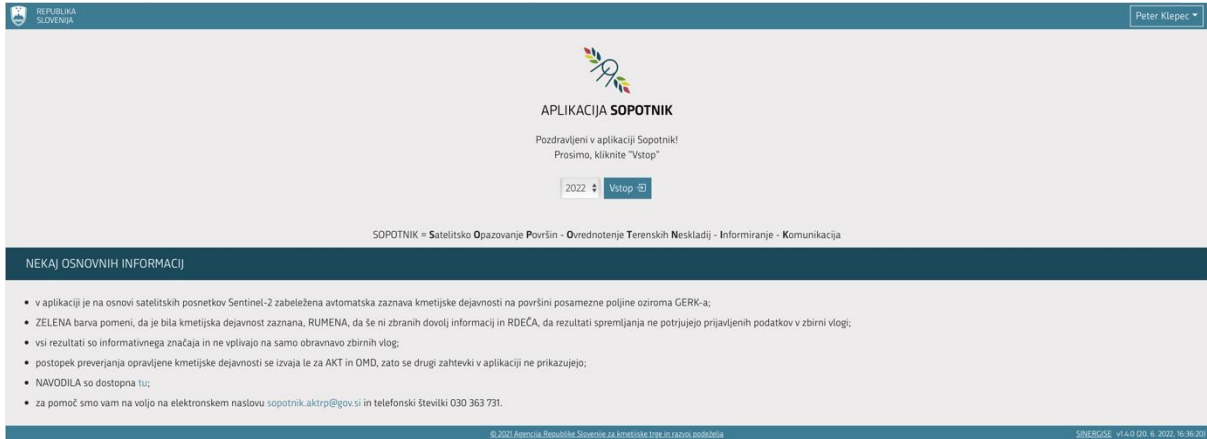 REPUBLIKA
SLOVENIJA
Peter Klepec
APLIKACIJA SOPOTNIK
Pozdravljeni v aplikaciji Sopotnik!
Prosimo, kliknite "Vstop"
2022 Vstop
SOPOTNIK = Satelitsko Opazovanje Površin - Ovrednotenje Terenskih Neskladij - Informiranje - Komunikacija
NEKAJ OSNOVNIH INFORMACIJ
• v aplikaciji je na osnovi satelitskih posnetkov Sentinel-2 zabeležena avtomatska zaznava kmetijske dejavnosti na površini posamezne poljine oziroma GERK-a;
• ZELENA barva pomeni, da je bila kmetijska dejavnost zaznana, RUMENA, da še ni zbranih dovolj informacij in RDEČA, da rezultati spremljanja ne potrjujejo prijavljenih podatkov v zbirni vlogi;
• vsi rezultati so informativnega značaja in ne vplivajo na samo obravnavo zbirnih vlog;
• postopek preverjanja opravljene kmetijske dejavnosti se izvaja le za AKT in OMD, zato se drugi zahtevki v aplikaciji ne prikazujejo;
• NAVODILA so dostopna tu;
• za pomoč smo vam na voljo na elektronskem naslovu sopotnik.aktrp@gov.si in telefonski številki 030 363 731.
© 2021 Agencija Republike Slovenije za kmetijske trge in razvoj podeželja
SINERGISE v1.4.0 (20. 6. 2022, 16:36:20)